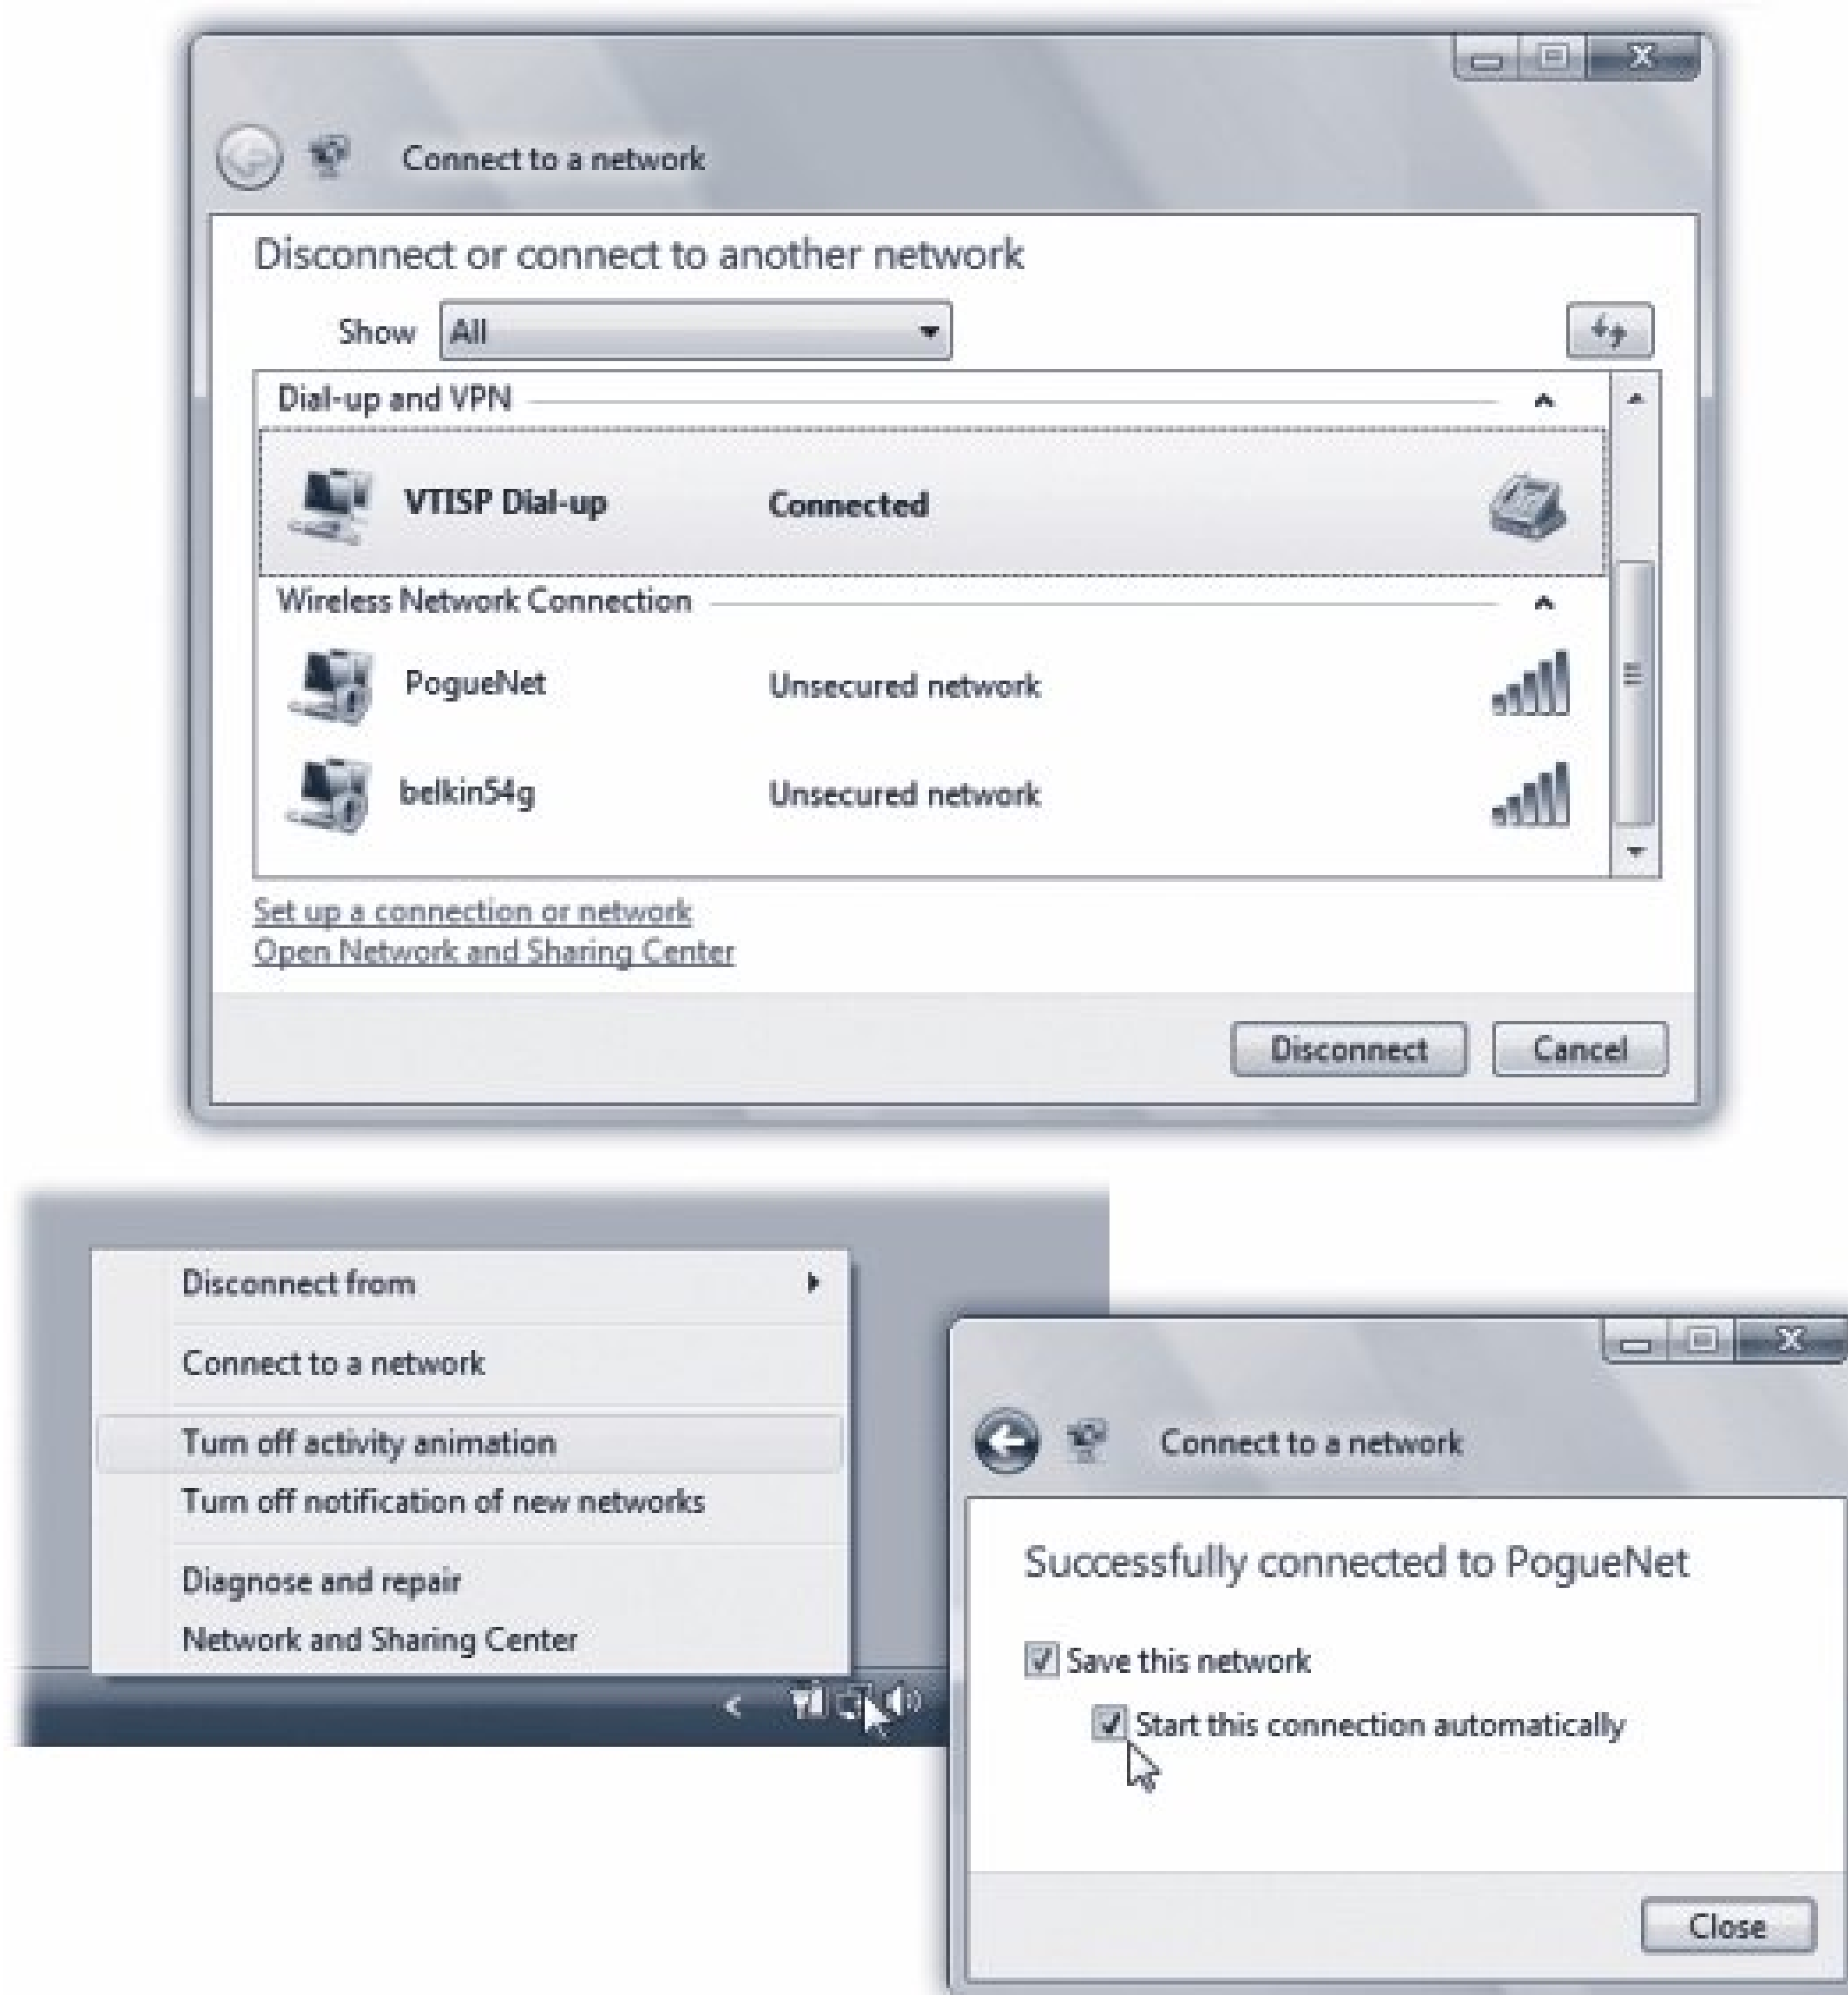 Connect to a network
Disconnect or connect to another network
Show All
Dial-up and VPN
VTISP Dial-up Connected
Wireless Network Connection
PogueNet Unsecured network
belkin54g Unsecured network
Set up a connection or network
Open Network and Sharing Center
Disconnect Cancel
Disconnect from
Connect to a network
Turn off activity animation
Turn off notification of new networks
Diagnose and repair
Network and Sharing Center
Connect to a network
Successfully connected to PogueNet
Save this network
Start this connection automatically
Close